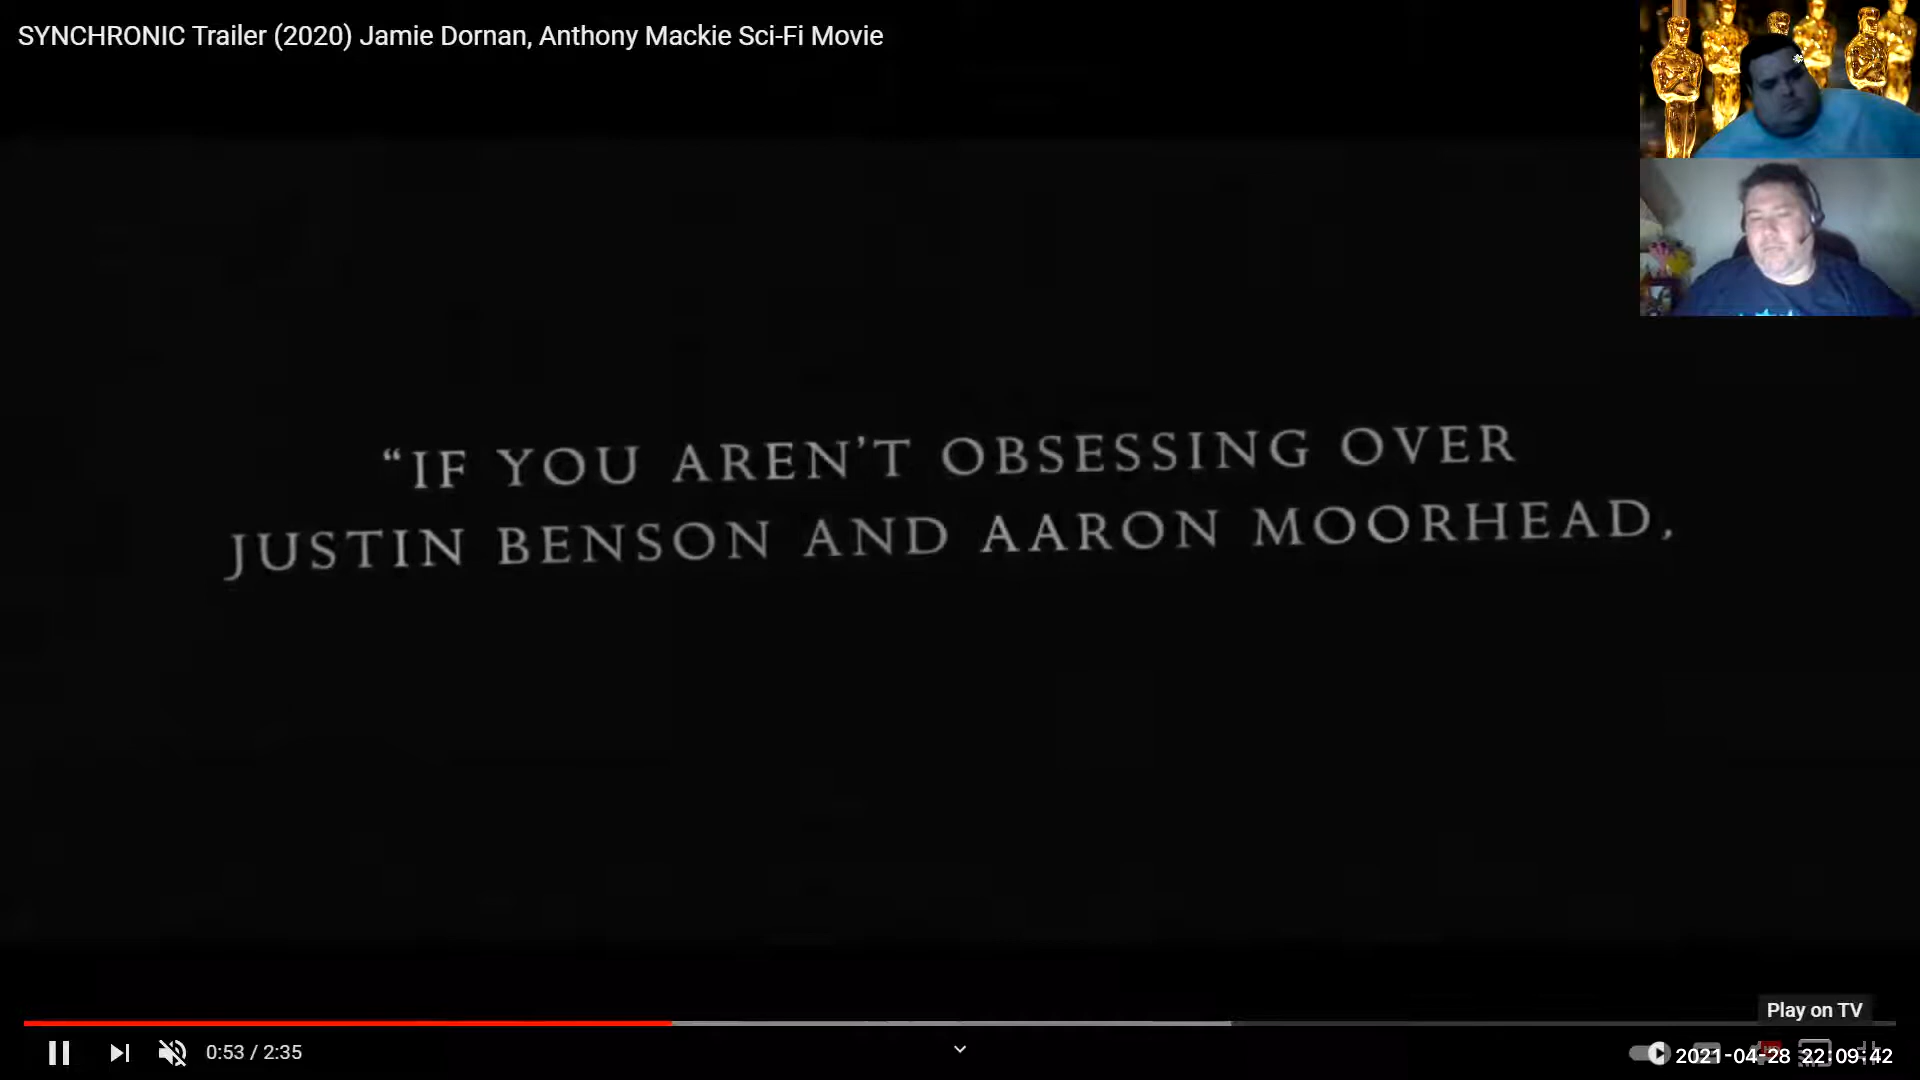 SYNCHRONIC Trailer (2020) Jamie Dornan, Anthony Mackie Sci-Fi Movie
“IF YOU AREN’T OBSESSING OVER
JUSTIN BENSON AND AARON MOORHEAD,
Play on TV
0:53 / 2:35
2021-04-28 22:09:42